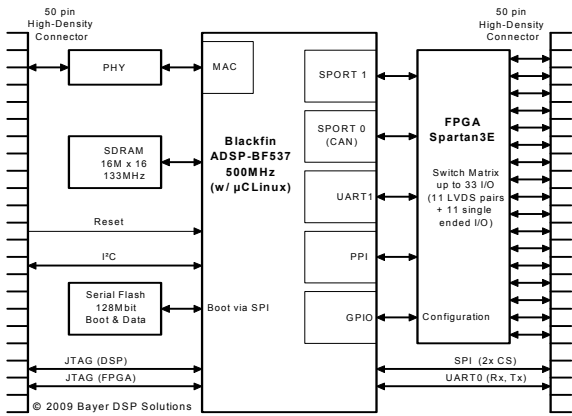 50 pin
High-Density
Connector
50 pin
High-Density
Connector
PHY
MAC
SPORT 1
SDRAM
16M x 16
133MHz
Blackfin
ADSP-BF537
500MHz
(w/ µCLinux)
SPORT 0
(CAN)
UART1
PPI
GPIO
FPGA
Spartan3E
Switch Matrix
up to 33 I/O
(11 LVDS pairs
+ 11 single
ended I/O)
Configuration
Reset
I²C
Serial Flash
128Mbit
Boot & Data
Boot via SPI
JTAG (DSP)
JTAG (FPGA)
SPI (2x CS)
UART0 (Rx, Tx)
© 2009 Bayer DSP Solutions